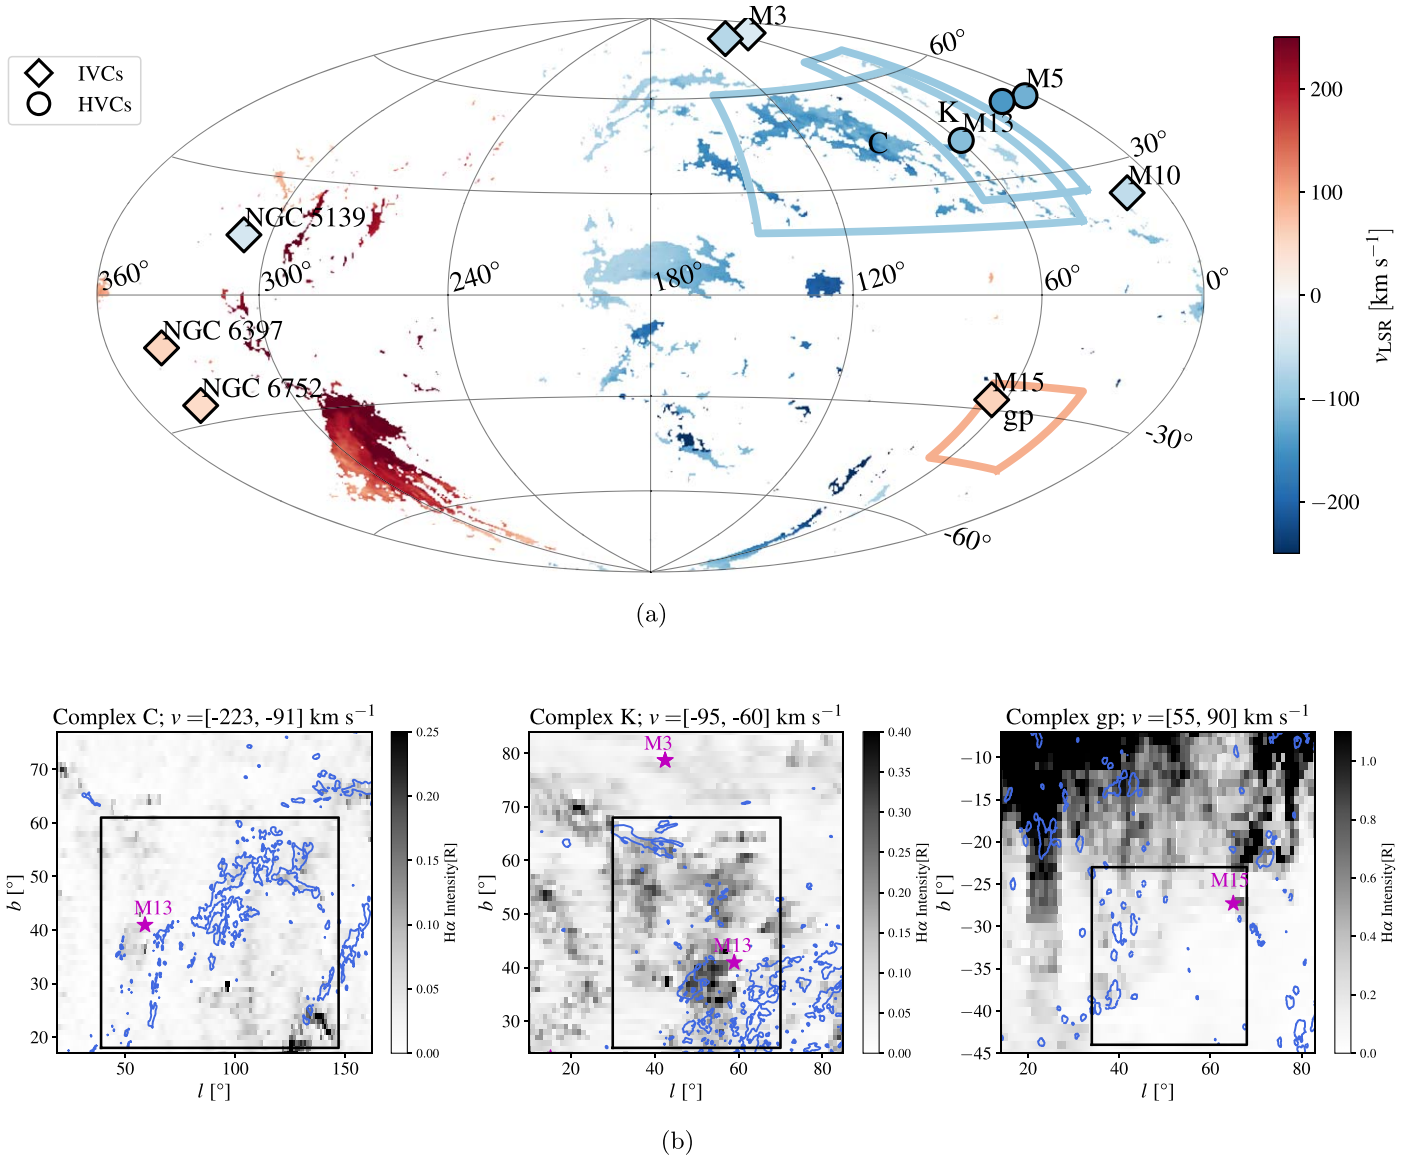 IVCs
HVCs
M3
60°
M5
K
M13
C
30°
M10
NGC 5139
360°
300°
240°
180°
120°
60°
0°
NGC 6397
NGC 6752
M15
gp
-30°
-60°
200
100
0
−100
−200
vLSR [km s⁻¹]
(a)
Complex C; v =[-223, -91] km s⁻¹
70
60
50
40
30
20
50
100
150
b [°]
l [°]
M13
0.25
0.20
0.15
0.10
0.05
0.00
Hα Intensity[R]
Complex K; v =[-95, -60] km s⁻¹
80
70
60
50
40
30
20
40
60
80
b [°]
l [°]
M3
M13
0.40
0.35
0.30
0.25
0.20
0.15
0.10
0.05
0.00
Hα Intensity[R]
Complex gp; v =[55, 90] km s⁻¹
−10
−15
−20
−25
−30
−35
−40
−45
20
40
60
80
b [°]
l [°]
M15
1.0
0.8
0.6
0.4
0.2
0.0
Hα Intensity[R]
(b)